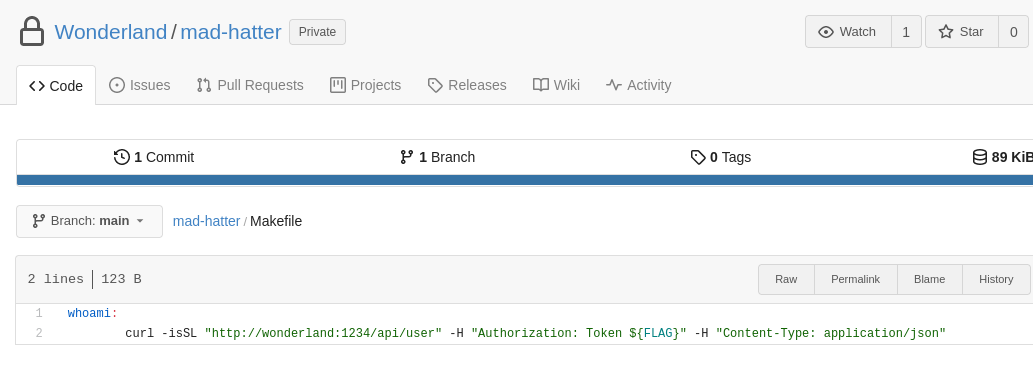 Wonderland / mad-hatter Private Watch 1 Star 0
Code Issues Pull Requests Projects Releases Wiki Activity
1 Commit 1 Branch 0 Tags 89 KiB
Branch: main mad-hatter / Makefile
2 lines 123 B Raw Permalink Blame History
1 whoami:
2 curl -isSL "http://wonderland:1234/api/user" -H "Authorization: Token ${FLAG}" -H "Content-Type: application/json"